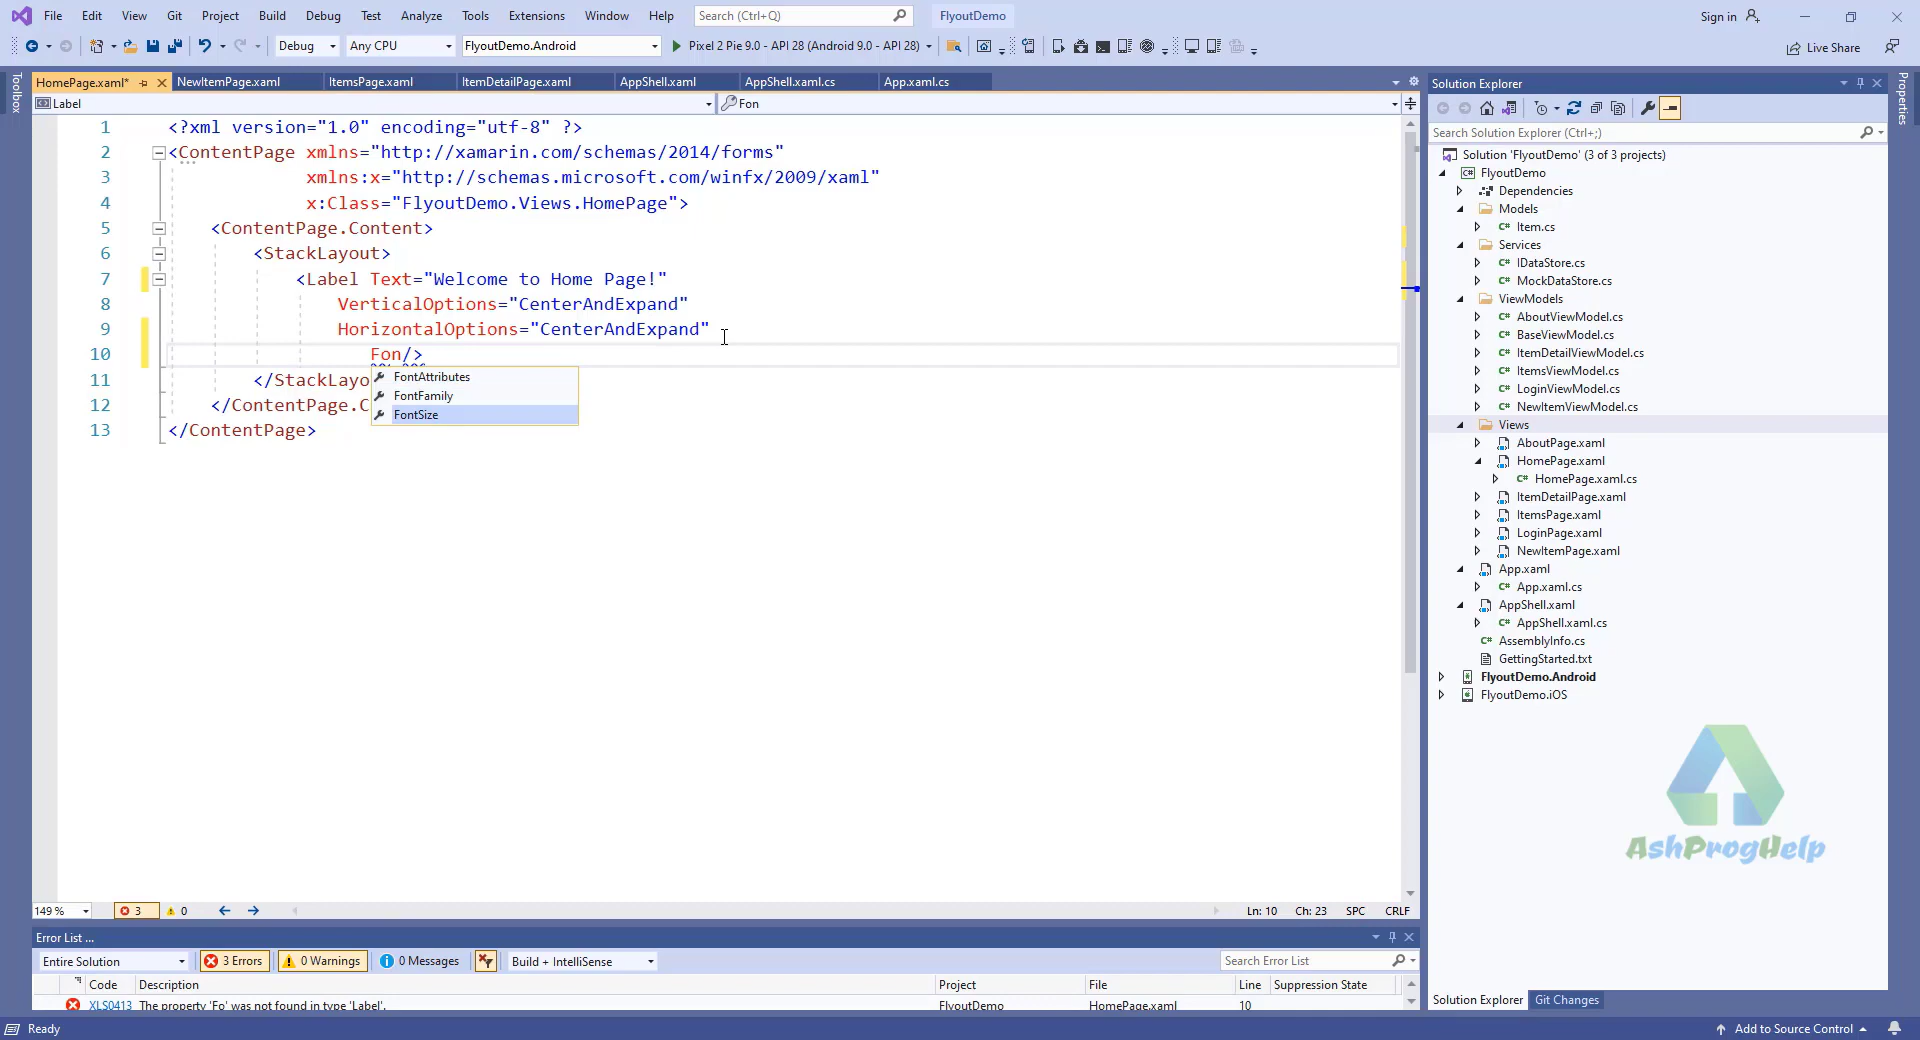 File Edit View Git Project Build Debug Test Analyze Tools Extensions Window Help Search (Ctrl+Q) FlyoutDemo Sign in
Debug Any CPU FlyoutDemo.Android Pixel 2 Pie 9.0 - API 28 (Android 9.0 - API 28) Live Share
Toolbox
HomePage.xaml* NewItemPage.xaml ItemsPage.xaml ItemDetailPage.xaml AppShell.xaml AppShell.xaml.cs App.xaml.cs
Label Fon
1 <?xml version="1.0" encoding="utf-8" ?>
2 <ContentPage xmlns="http://xamarin.com/schemas/2014/forms"
3 xmlns:x="http://schemas.microsoft.com/winfx/2009/xaml"
4 x:Class="FlyoutDemo.Views.HomePage">
5 <ContentPage.Content>
6 <StackLayout>
7 <Label Text="Welcome to Home Page!"
8 VerticalOptions="CenterAndExpand"
9 HorizontalOptions="CenterAndExpand"
10 Fon/>
11 </StackLayo
12 </ContentPage.C
13 </ContentPage>
FontAttributes
FontFamily
FontSize
149 % 3 0 Ln: 10 Ch: 23 SPC CRLF
Error List ...
Entire Solution 3 Errors 0 Warnings 0 Messages Build + IntelliSense Search Error List
Code Description Project File Line Suppression State
XLS0413 The property 'Fo' was not found in type 'Label'. FlyoutDemo HomePage.xaml 10
Solution Explorer
Search Solution Explorer (Ctrl+;)
Solution 'FlyoutDemo' (3 of 3 projects)
FlyoutDemo
Dependencies
Models
Item.cs
Services
IDataStore.cs
MockDataStore.cs
ViewModels
AboutViewModel.cs
BaseViewModel.cs
ItemDetailViewModel.cs
ItemsViewModel.cs
LoginViewModel.cs
NewItemViewModel.cs
Views
AboutPage.xaml
HomePage.xaml
HomePage.xaml.cs
ItemDetailPage.xaml
ItemsPage.xaml
LoginPage.xaml
NewItemPage.xaml
App.xaml
App.xaml.cs
AppShell.xaml
AppShell.xaml.cs
AssemblyInfo.cs
GettingStarted.txt
FlyoutDemo.Android
FlyoutDemo.iOS
AshProgHelp
Solution Explorer Git Changes
Properties
Ready Add to Source Control